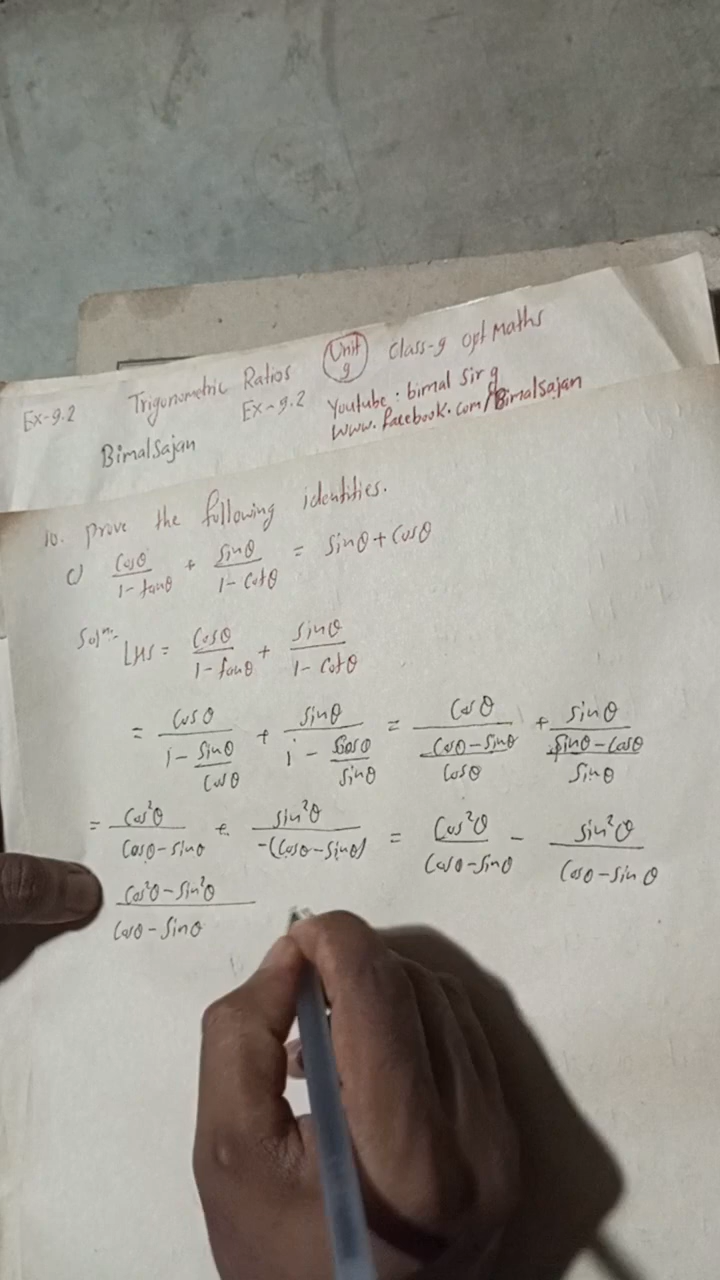 Ex-9.2 Trigonometric Ratios Unit 9 Class-9 Opt Maths
BimalSajan Ex-9.2 Youtube : bimal Sir g
www.facebook.com/BimalSajan
10. Prove the following identities.
c) Cosθ/1-tanθ + Sinθ/1-Cotθ = Sinθ+Cosθ
Solⁿ:- LHS = Cosθ/1-tanθ + Sinθ/1-Cotθ
= Cosθ/(1-Sinθ/Cosθ) + Sinθ/(1-Cosθ/Sinθ) = Cosθ/((Cosθ-Sinθ)/Cosθ) + Sinθ/((Sinθ-Cosθ)/Sinθ)
= Cos²θ/Cosθ-Sinθ + Sin²θ/-(Cosθ-Sinθ) = Cos²θ/Cosθ-Sinθ - Sin²θ/Cosθ-Sinθ
Cos²θ-Sin²θ/Cosθ-Sinθ